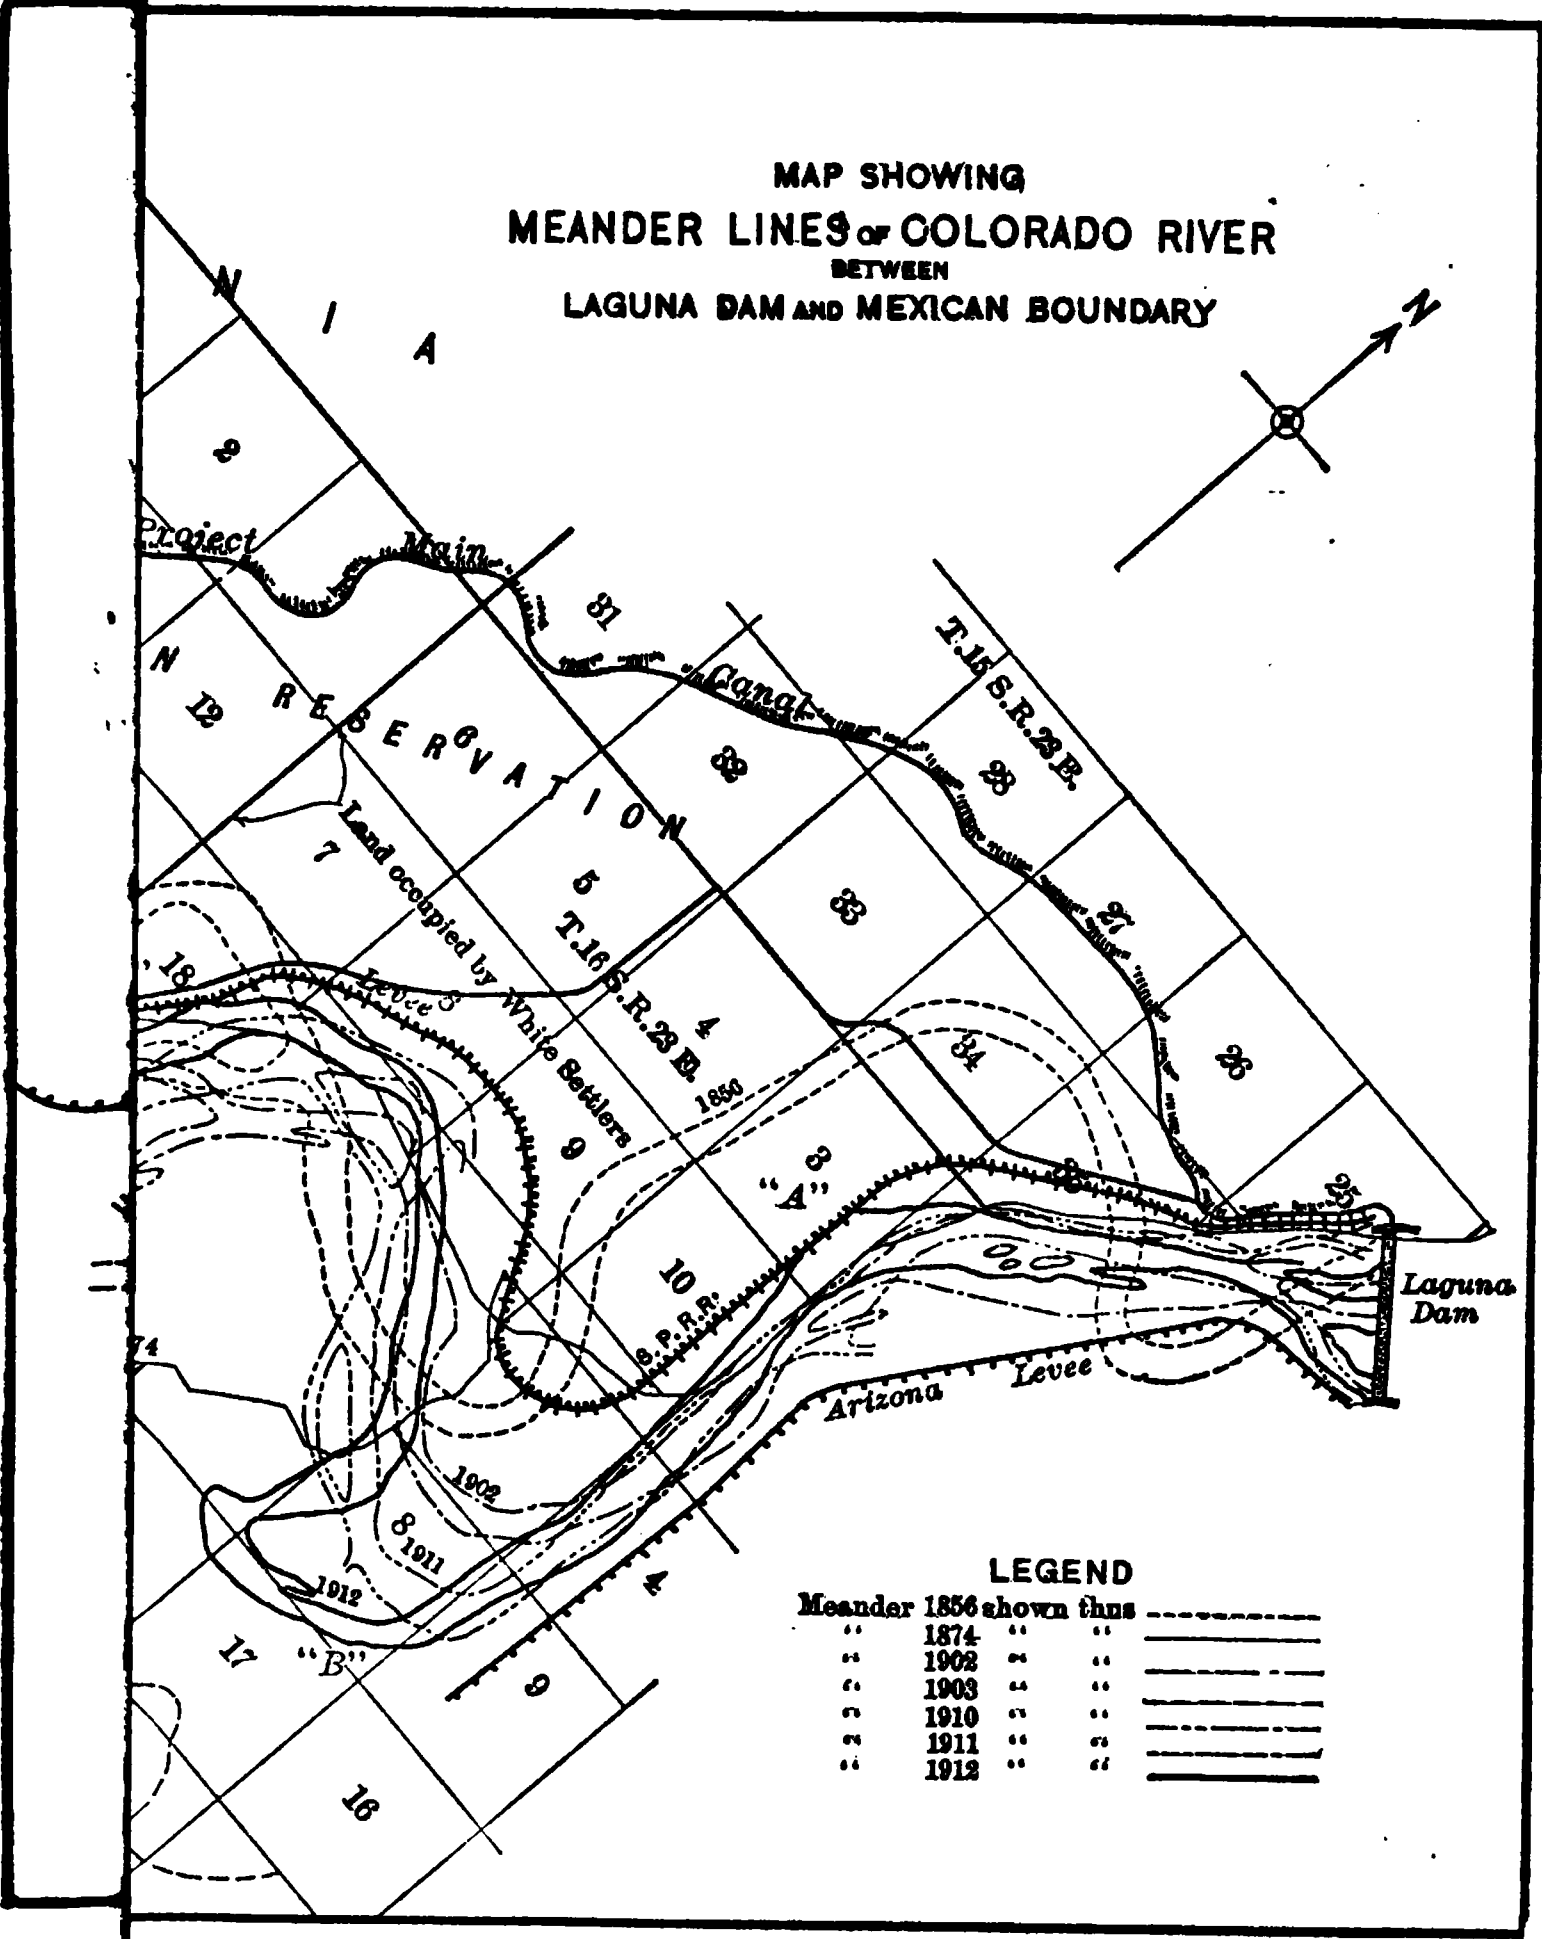 MAP SHOWING
MEANDER LINES OF COLORADO RIVER
BETWEEN
LAGUNA DAM AND MEXICAN BOUNDARY
N
N I A
2
Project Main Canal
31
T.15 S.R.23 E.
N RESERVATION
12
6
32
28
7
Land occupied by White Settlers
5
33
27
T.16 S.R.23 E.
18
Levee
4
34
26
1856
9
3
"A"
25
10
S.P.R.R.
Laguna
Dam
74
Arizona Levee
1902
8
1911
1912
4
17
"B"
9
16
LEGEND
Meander 1856 shown thus
" 1874 " "
" 1902 " "
" 1903 " "
" 1910 " "
" 1911 " "
" 1912 " "